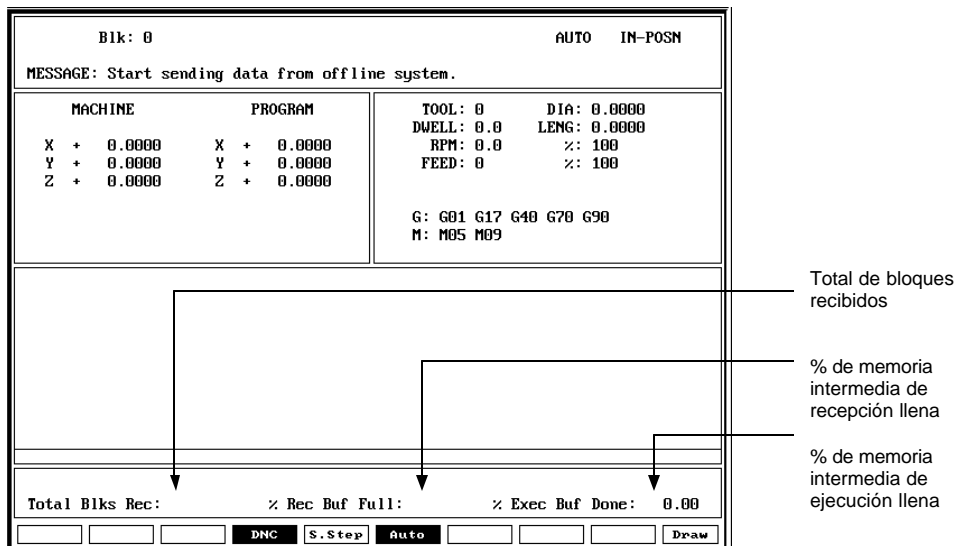 Blk: 0 AUTO IN-POSN
MESSAGE: Start sending data from offline system.
MACHINE PROGRAM
X + 0.0000 X + 0.0000
Y + 0.0000 Y + 0.0000
Z + 0.0000 Z + 0.0000
TOOL: 0 DIA: 0.0000
DWELL: 0.0 LENG: 0.0000
RPM: 0.0 %: 100
FEED: 0 %: 100
G: G01 G17 G40 G70 G90
M: M05 M09
Total de bloques
recibidos
% de memoria
intermedia de
recepción llena
% de memoria
intermedia de
ejecución llena
Total Blks Rec: % Rec Buf Full: % Exec Buf Done: 0.00
DNC S.Step Auto Draw